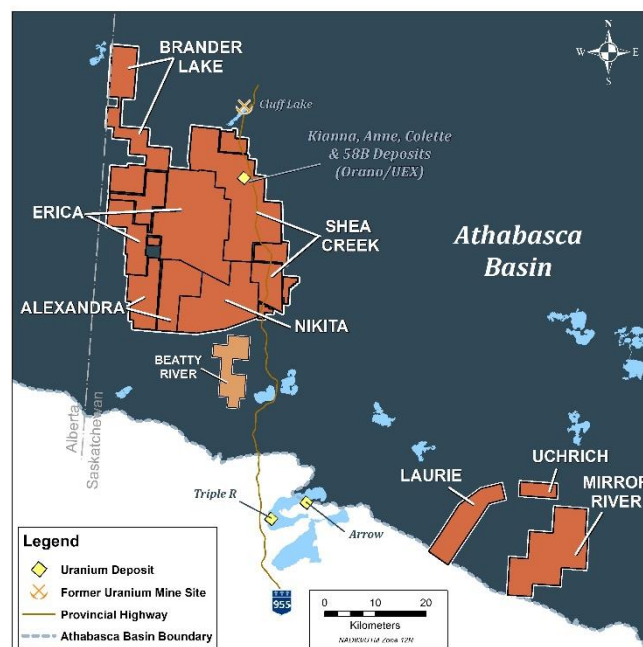 BRANDER
LAKE
N
W
E
S
Cluff Lake
Kianna, Anne, Colette
& 58B Deposits
(Orano/UEX)
ERICA
SHEA
CREEK
Athabasca
Basin
ALEXANDRA
NIKITA
BEATTY
RIVER
Alberta
Saskatchewan
LAURIE
UCHRICH
MIRROR
RIVER
Triple R
Arrow
Legend
Uranium Deposit
Former Uranium Mine Site
Provincial Highway
Athabasca Basin Boundary
955
0 10 20
Kilometers
Zone 12N